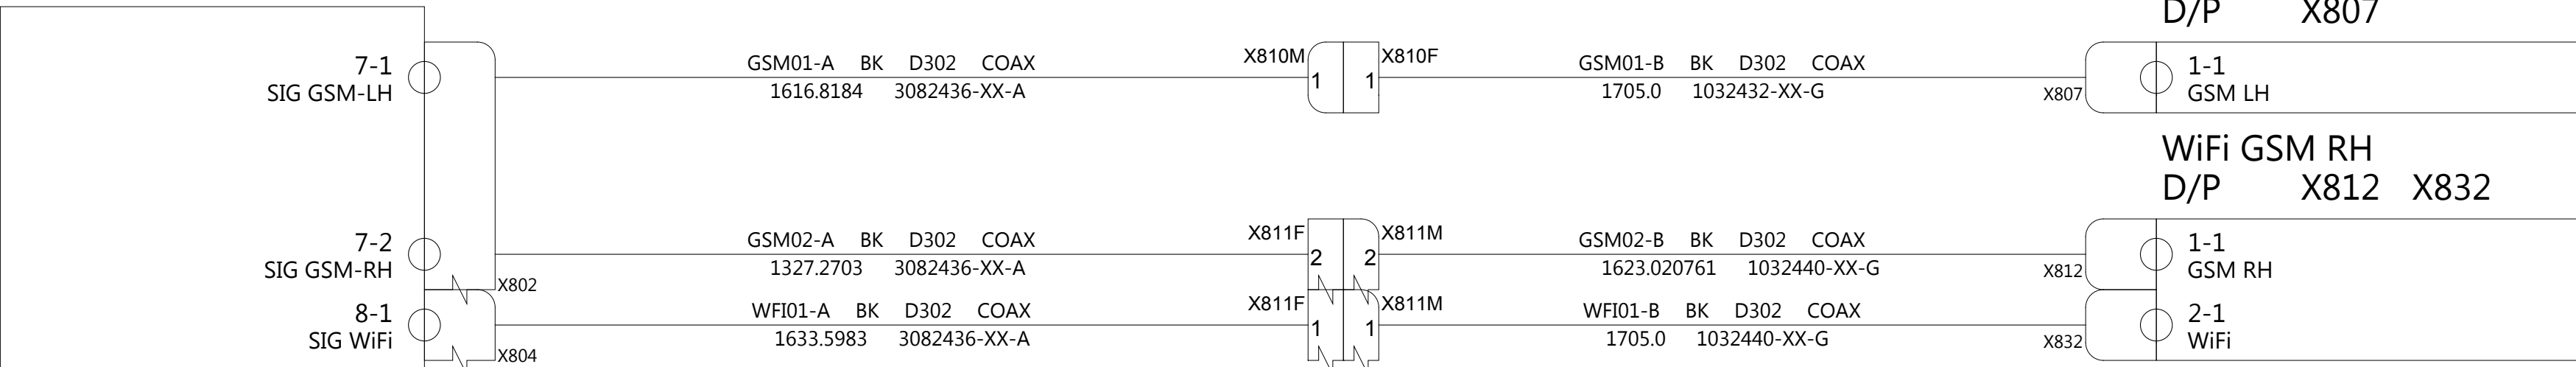 D/P X807
7-1
SIG GSM-LH
GSM01-A BK D302 COAX
1616.8184 3082436-XX-A
X810M
1
1
X810F
GSM01-B BK D302 COAX
1705.0 1032432-XX-G
X807
1-1
GSM LH
WiFi GSM RH
D/P X812 X832
7-2
SIG GSM-RH
X802
GSM02-A BK D302 COAX
1327.2703 3082436-XX-A
X811F
2
2
X811M
GSM02-B BK D302 COAX
1623.020761 1032440-XX-G
X812
1-1
GSM RH
8-1
SIG WiFi
X804
WFI01-A BK D302 COAX
1633.5983 3082436-XX-A
X811F
1
1
X811M
WFI01-B BK D302 COAX
1705.0 1032440-XX-G
X832
2-1
WiFi